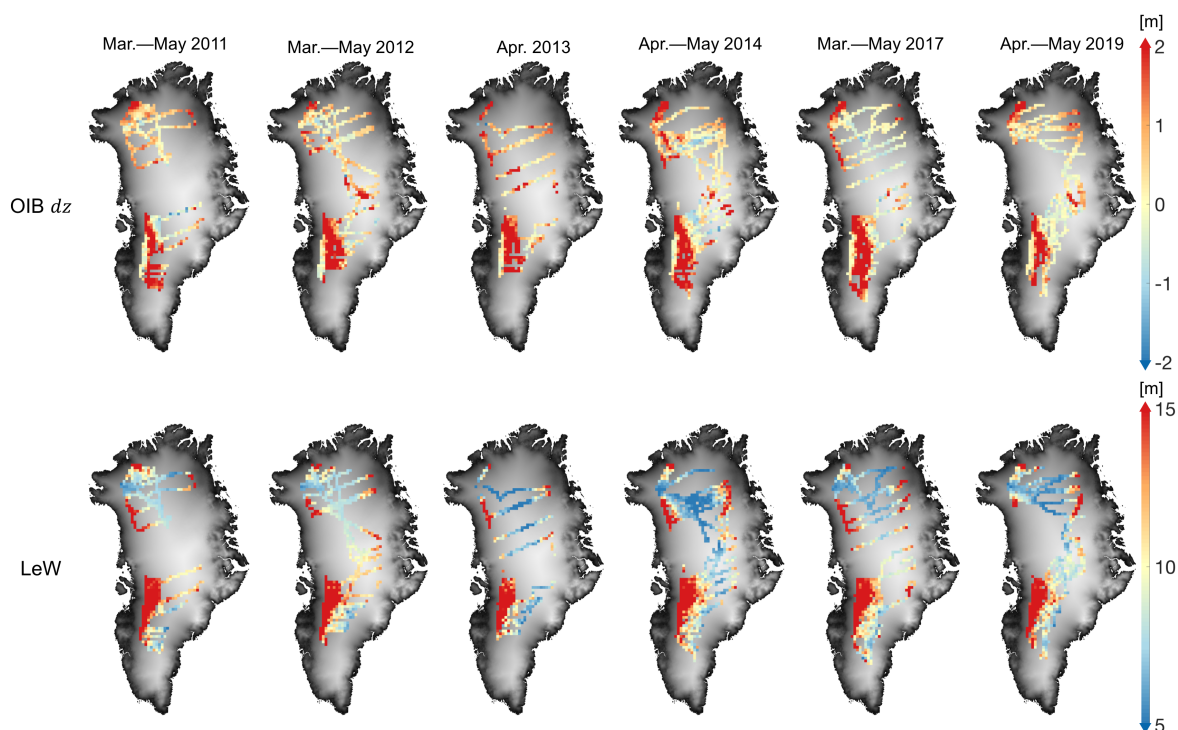 [m]
Mar.—May 2011
Mar.—May 2012
Apr. 2013
Apr.—May 2014
Mar.—May 2017
Apr.—May 2019
2
1
OIB dz
0
-1
-2
[m]
15
LeW
10
5